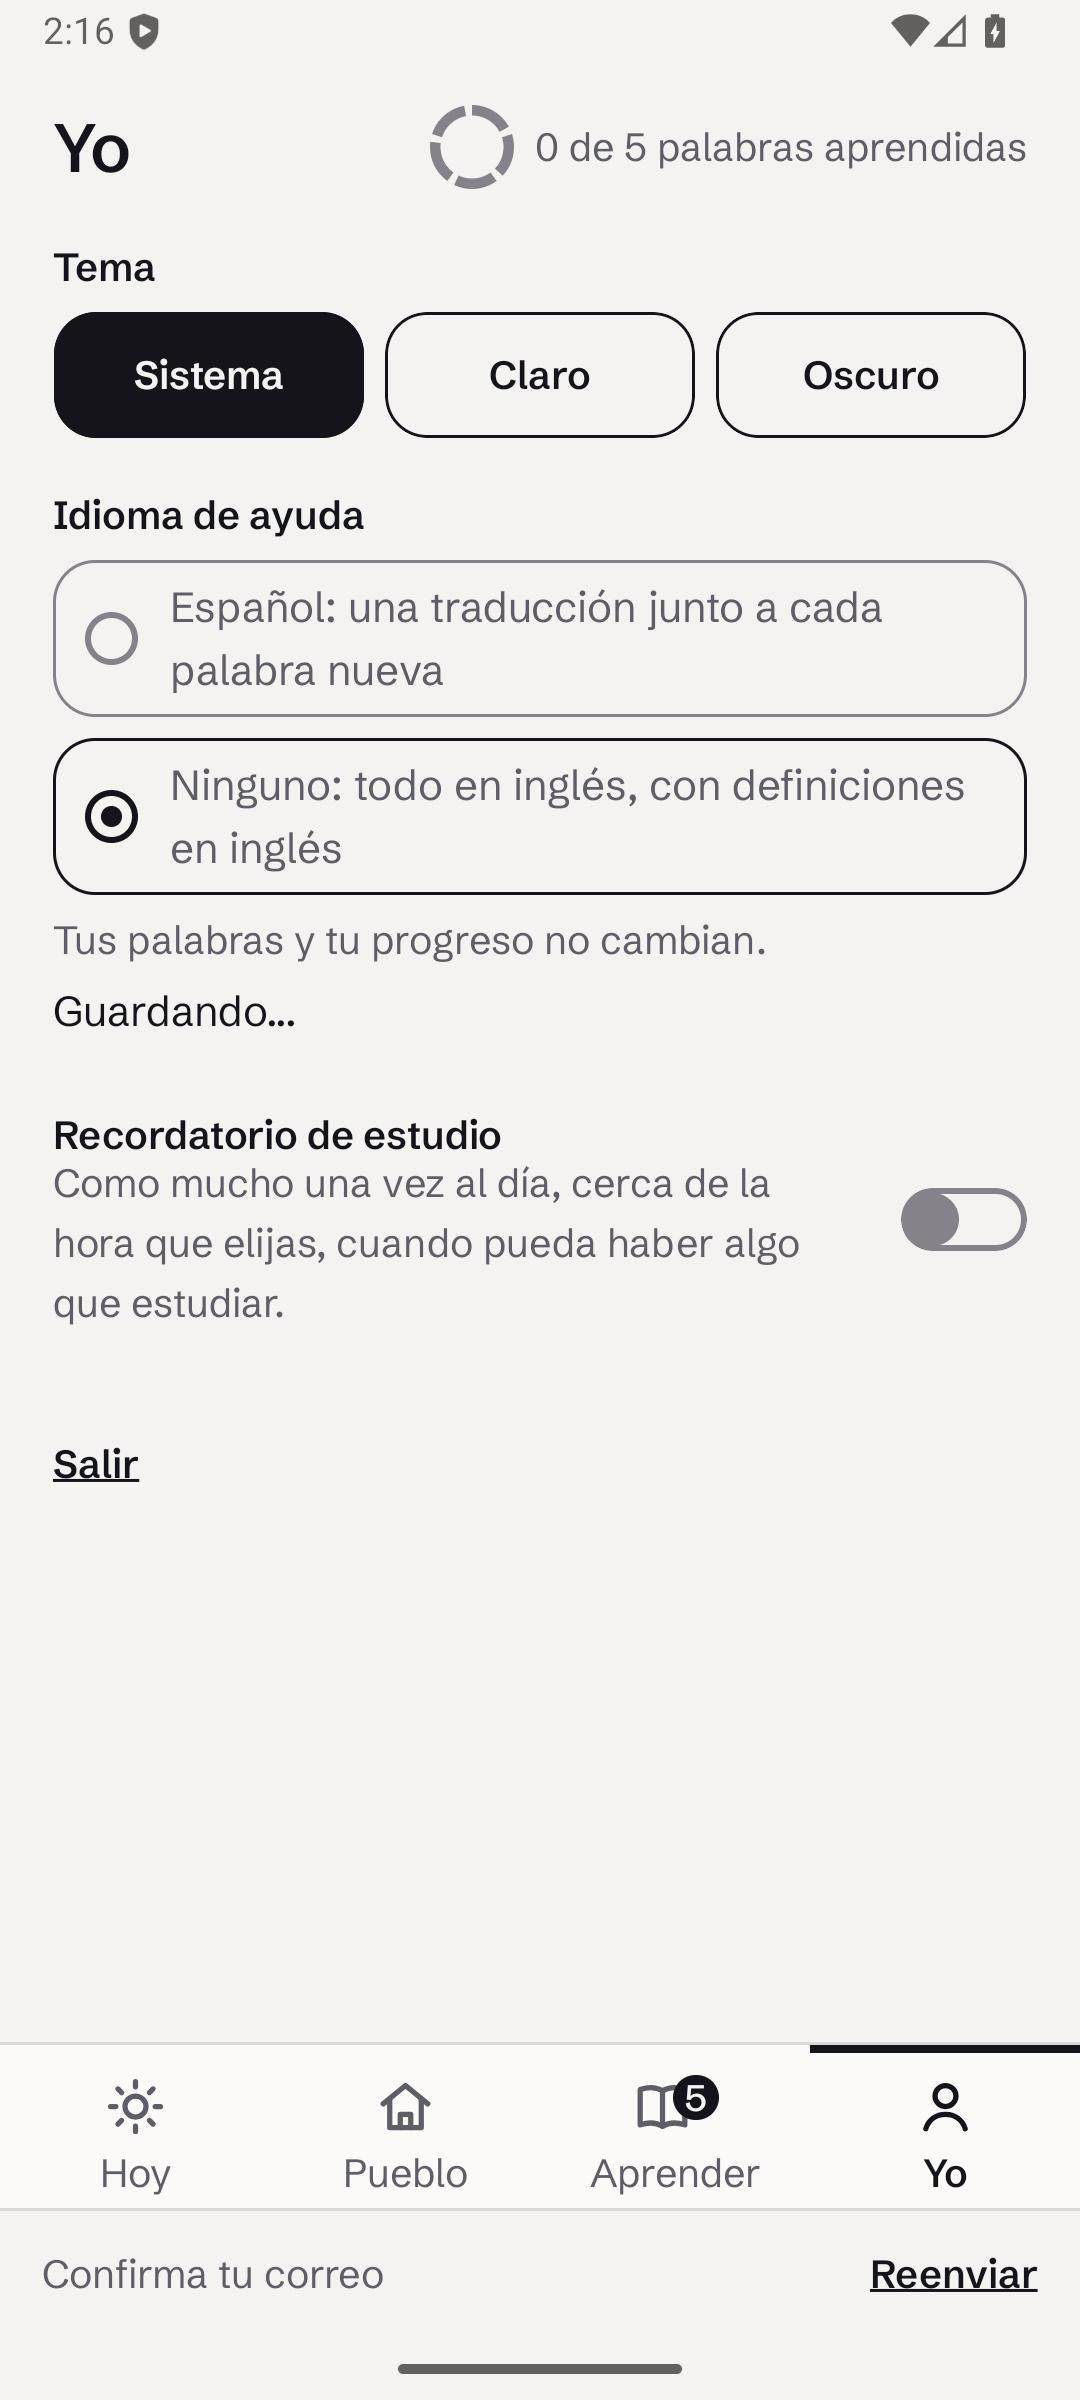 2:16
Yo
0 de 5 palabras aprendidas
Tema
Sistema
Claro
Oscuro
Idioma de ayuda
Español: una traducción junto a cada
palabra nueva
Ninguno: todo en inglés, con definiciones
en inglés
Tus palabras y tu progreso no cambian.
Guardando...
Recordatorio de estudio
Como mucho una vez al día, cerca de la
hora que elijas, cuando pueda haber algo
que estudiar.
Salir
5
Hoy
Pueblo
Aprender
Yo
Confirma tu correo
Reenviar